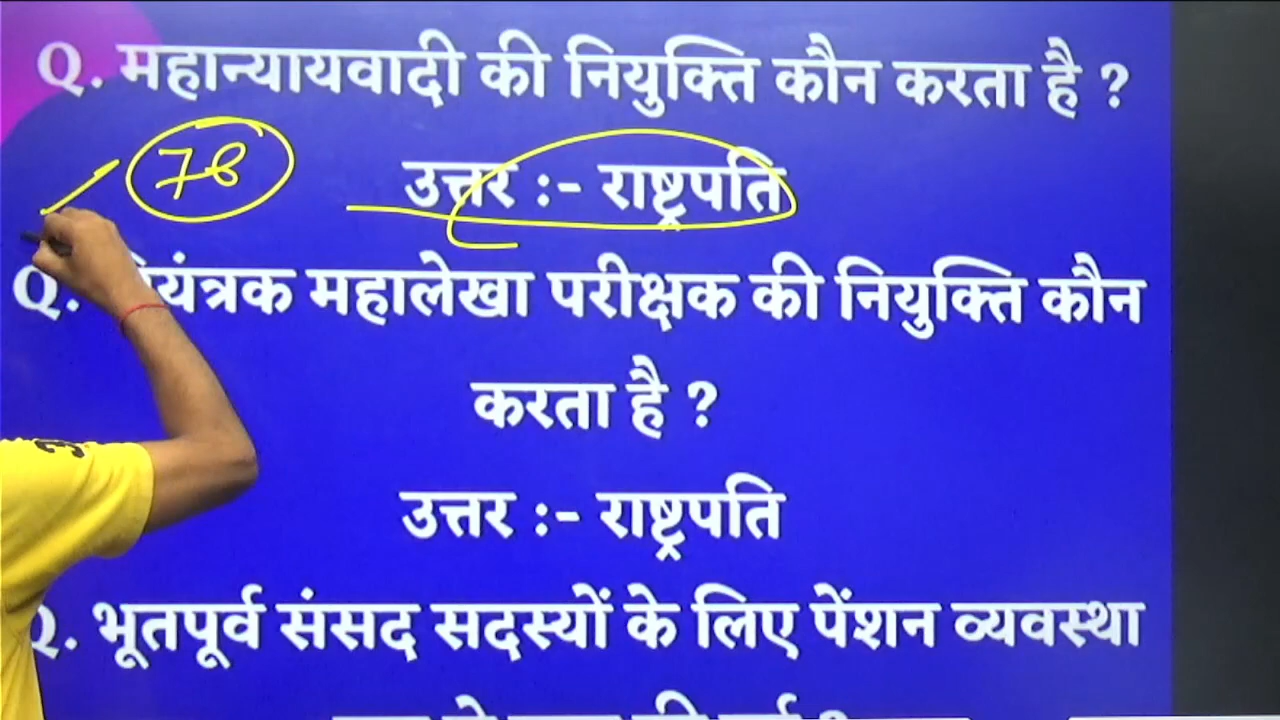 Q. महान्यायवादी की नियुक्ति कौन करता है ?
78
उत्तर :- राष्ट्रपति
Q. नियंत्रक महालेखा परीक्षक की नियुक्ति कौन
करता है ?
उत्तर :- राष्ट्रपति
Q. भूतपूर्व संसद सदस्यों के लिए पेंशन व्यवस्था